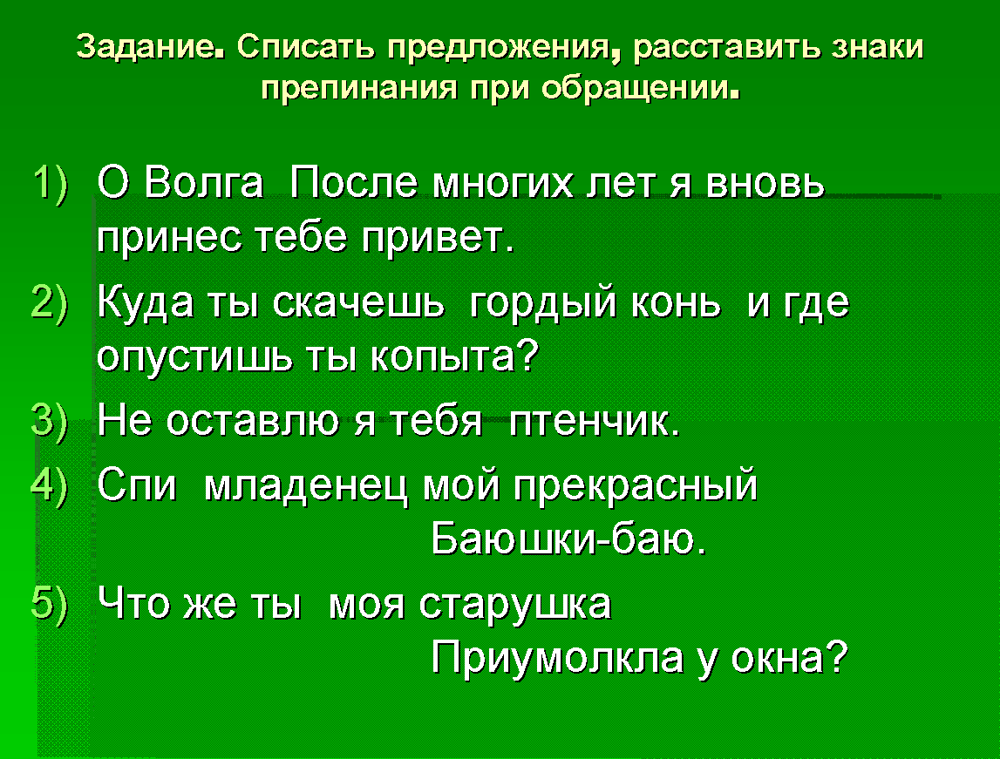 Задание. Списать предложения, расставить знаки
препинания при обращении.
1) О Волга После многих лет я вновь
принес тебе привет.
2) Куда ты скачешь гордый конь и где
опустишь ты копыта?
3) Не оставлю я тебя птенчик.
4) Спи младенец мой прекрасный
Баюшки-баю.
5) Что же ты моя старушка
Приумолкла у окна?